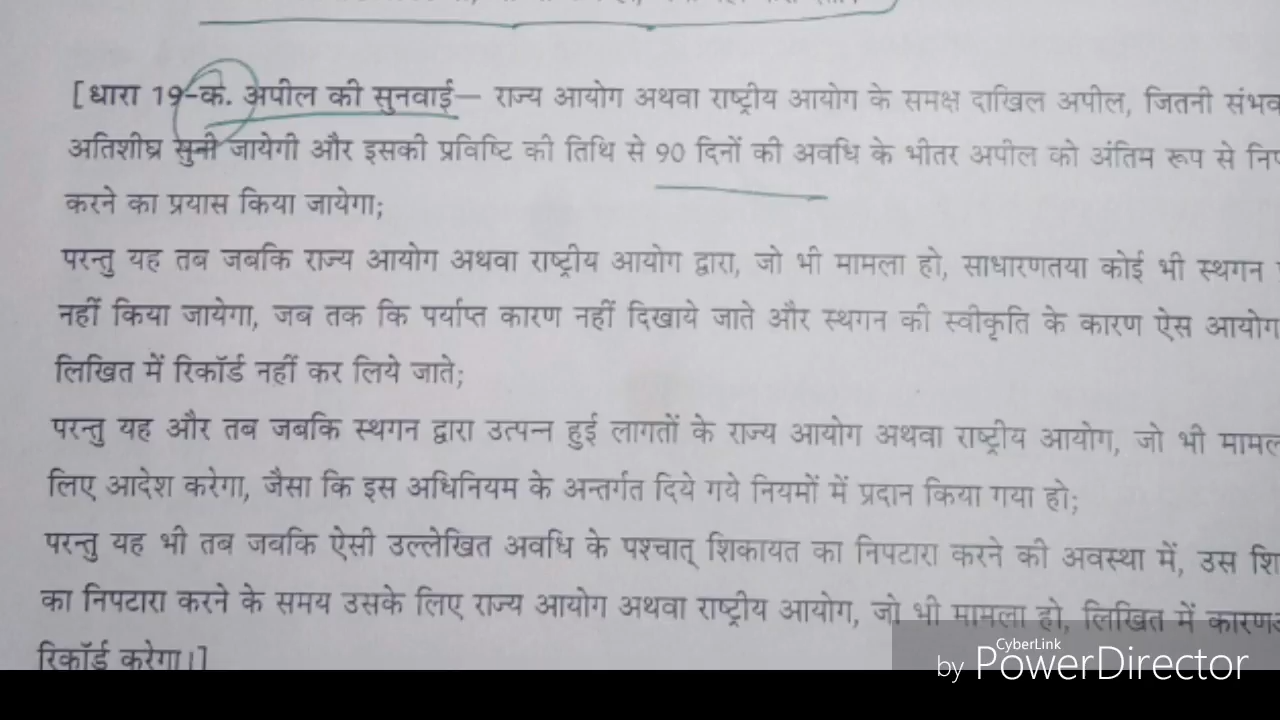 [धारा 19-क. अपील की सुनवाई— राज्य आयोग अथवा राष्ट्रीय आयोग के समक्ष दाखिल अपील, जितनी संभव
अतिशीघ्र सुनी जायेगी और इसकी प्रविष्टि की तिथि से 90 दिनों की अवधि के भीतर अपील को अंतिम रूप से
करने का प्रयास किया जायेगा;
परन्तु यह तब जबकि राज्य आयोग अथवा राष्ट्रीय आयोग द्वारा, जो भी मामला हो, साधारणतया कोई भी स्थगन
नहीं किया जायेगा, जब तक कि पर्याप्त कारण नहीं दिखाये जाते और स्थगन की स्वीकृति के कारण ऐस आयोग
लिखित में रिकॉर्ड नहीं कर लिये जाते;
परन्तु यह और तब जबकि स्थगन द्वारा उत्पन्न हुई लागतों के राज्य आयोग अथवा राष्ट्रीय आयोग, जो भी
लिए आदेश करेगा, जैसा कि इस अधिनियम के अन्तर्गत दिये गये नियमों में प्रदान किया गया हो;
परन्तु यह भी तब जबकि ऐसी उल्लेखित अवधि के पश्चात् शिकायत का निपटारा करने की अवस्था में, उस
का निपटारा करने के समय उसके लिए राज्य आयोग अथवा राष्ट्रीय आयोग, जो भी मामला हो, लिखित में
रिकॉर्ड करेगा।]
CyberLink
by PowerDirector